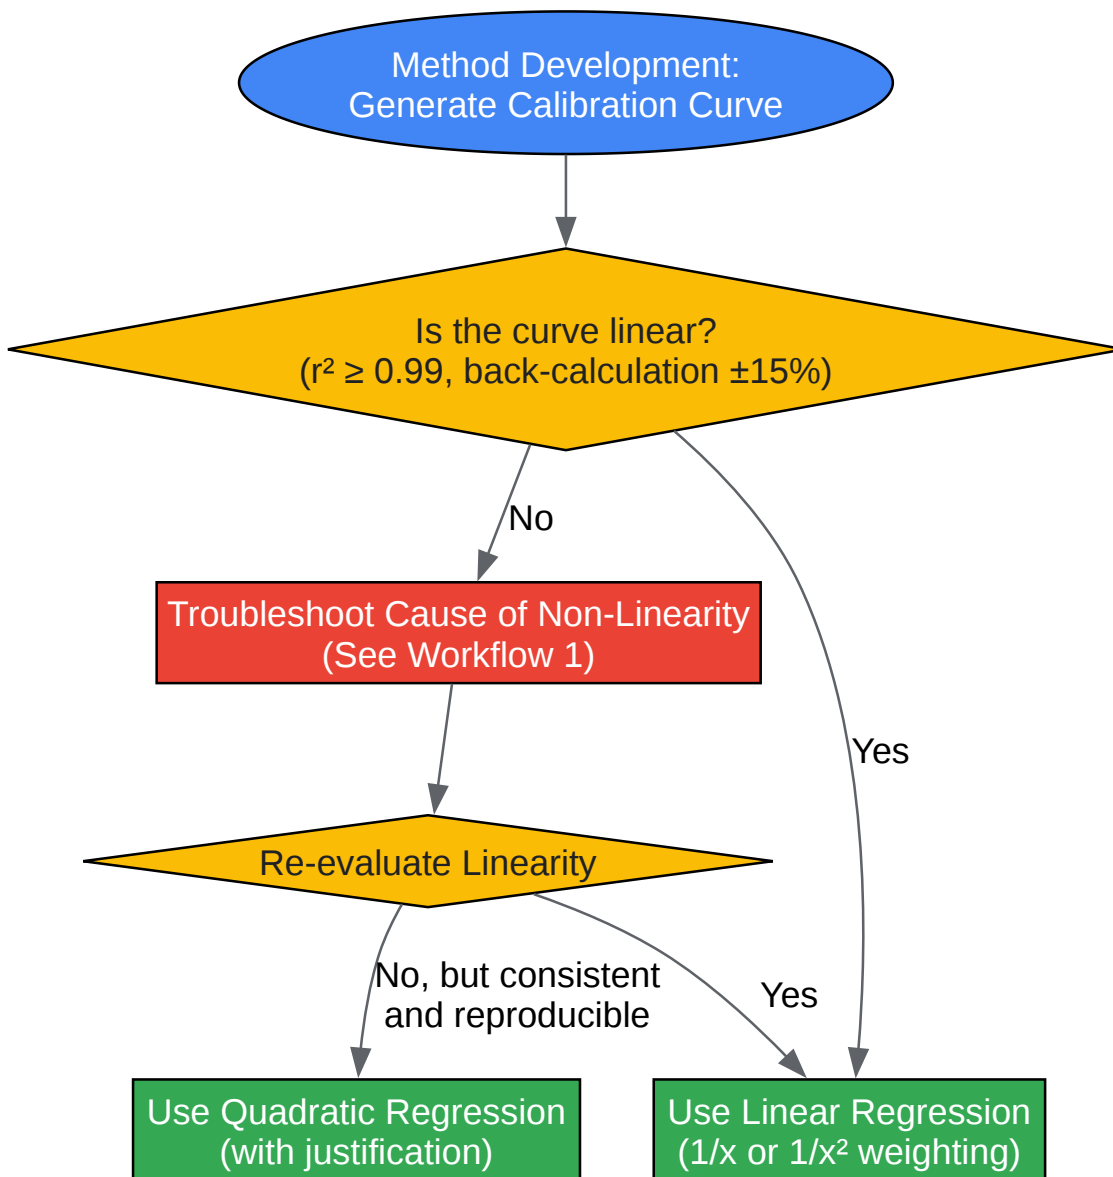 Method Development:
Generate Calibration Curve
Is the curve linear?
(r² ≥ 0.99, back-calculation ±15%)
No
Troubleshoot Cause of Non-Linearity
(See Workflow 1)
Yes
Re-evaluate Linearity
No, but consistent
and reproducible
Yes
Use Quadratic Regression
(with justification)
Use Linear Regression
(1/x or 1/x² weighting)